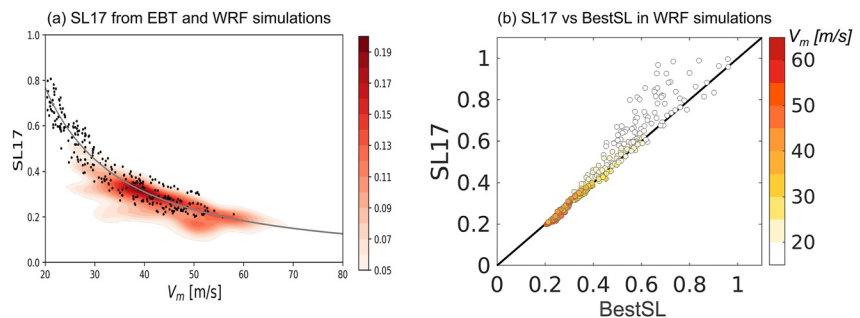 (a) SL17 from EBT and WRF simulations
1.0
0.8
0.6
0.4
0.2
0.0
SL17
20 30 40 50 60 70 80
Vm [m/s]
0.19
0.17
0.15
0.13
0.11
0.09
0.07
0.05
(b) SL17 vs BestSL in WRF simulations
1
0.8
0.6
0.4
0.2
0
SL17
0 0.2 0.4 0.6 0.8 1
BestSL
Vm [m/s]
60
50
40
30
20